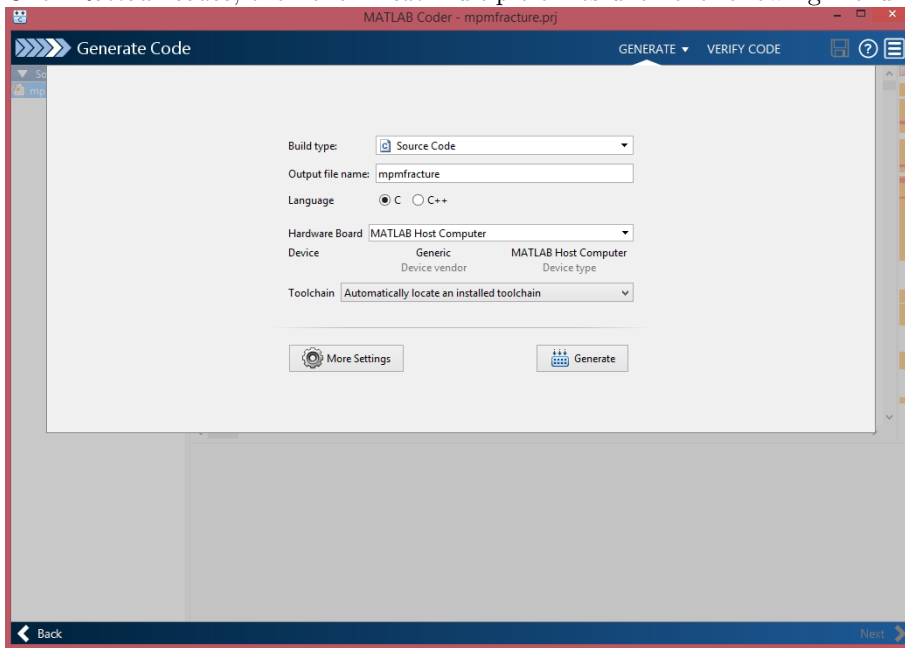 MATLAB Coder - mpmfracture.prj
Generate Code GENERATE VERIFY CODE
So
mp
Build type: Source Code
Output file name: mpmfracture
Language C C++
Hardware Board MATLAB Host Computer
Device Generic MATLAB Host Computer
Device vendor Device type
Toolchain Automatically locate an installed toolchain
More Settings Generate
Back Next